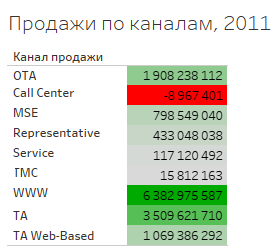 Продажи по каналам, 2011
Канал продажи
OTA 1 908 238 112
Call Center -8 967 401
MSE 798 549 040
Representative 433 048 038
Service 117 120 492
TMC 15 812 163
WWW 6 382 975 587
TA 3 509 621 710
TA Web-Based 1 069 386 292